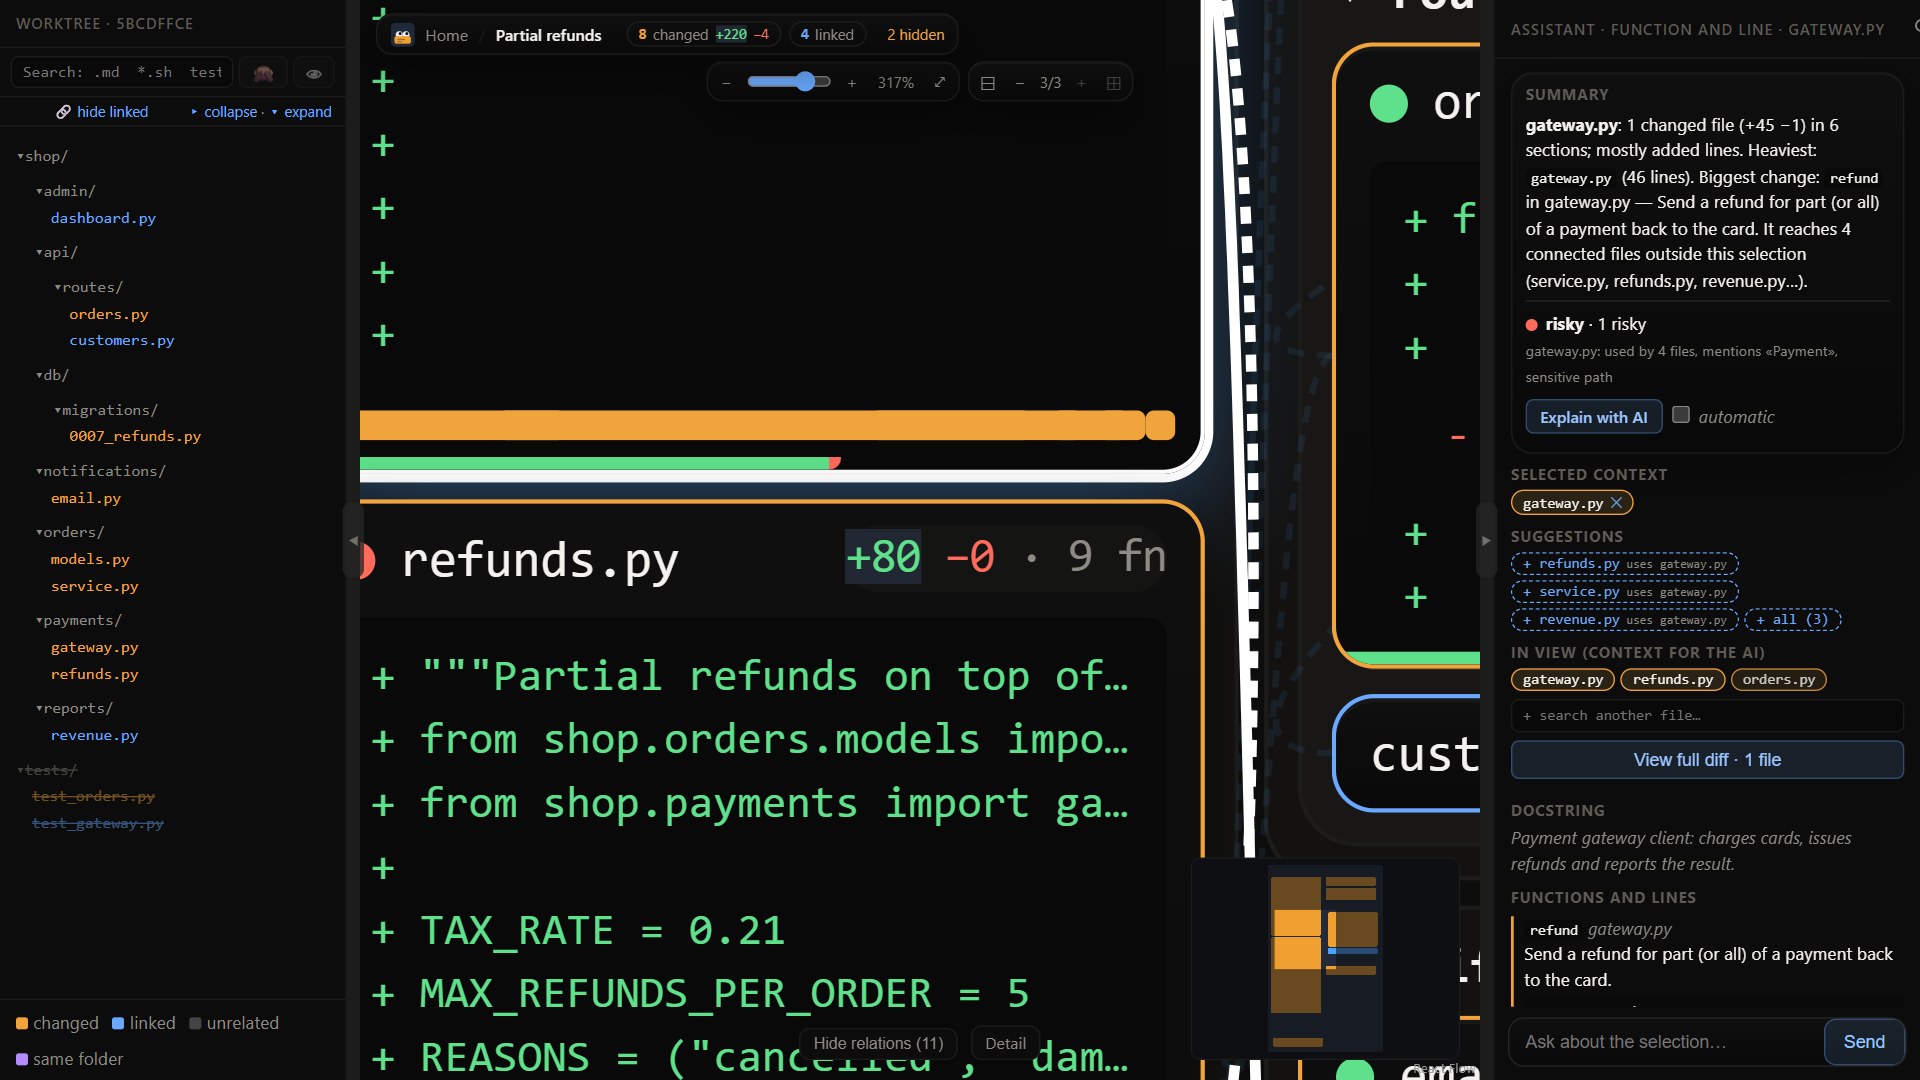 WORKTREE · 5BCDFFCE
Search: .md *.sh test
hide linked
▸ collapse · ▾ expand
▾shop/
▾admin/
dashboard.py
▾api/
▾routes/
orders.py
customers.py
▾db/
▾migrations/
0007_refunds.py
▾notifications/
email.py
▾orders/
models.py
service.py
▾payments/
gateway.py
refunds.py
▾reports/
revenue.py
▾tests/
test_orders.py
test_gateway.py
changed linked unrelated
same folder
Home / Partial refunds 8 changed +220 −4 4 linked 2 hidden
− + 317% − 3/3 +
+
+
+
+
+
refunds.py +80 −0 · 9 fn
+ """Partial refunds on top of…
+ from shop.orders.models impo…
+ from shop.payments import ga…
+
+ TAX_RATE = 0.21
+ MAX_REFUNDS_PER_ORDER = 5
+ REASONS = ("cancelled", "dam…
Hide relations (11) Detail
or
+ f
+
+
-
+
+
cust
React Flow
ASSISTANT · FUNCTION AND LINE · GATEWAY.PY
SUMMARY
gateway.py: 1 changed file (+45 −1) in 6
sections; mostly added lines. Heaviest:
gateway.py (46 lines). Biggest change: refund
in gateway.py — Send a refund for part (or all)
of a payment back to the card. It reaches 4
connected files outside this selection
(service.py, refunds.py, revenue.py…).
risky · 1 risky
gateway.py: used by 4 files, mentions «Payment»,
sensitive path
Explain with AI automatic
SELECTED CONTEXT
gateway.py ✕
SUGGESTIONS
+ refunds.py uses gateway.py
+ service.py uses gateway.py
+ revenue.py uses gateway.py + all (3)
IN VIEW (CONTEXT FOR THE AI)
gateway.py refunds.py orders.py
+ search another file…
View full diff · 1 file
DOCSTRING
Payment gateway client: charges cards, issues
refunds and reports the result.
FUNCTIONS AND LINES
refund gateway.py
Send a refund for part (or all) of a payment back
to the card.
Ask about the selection… Send